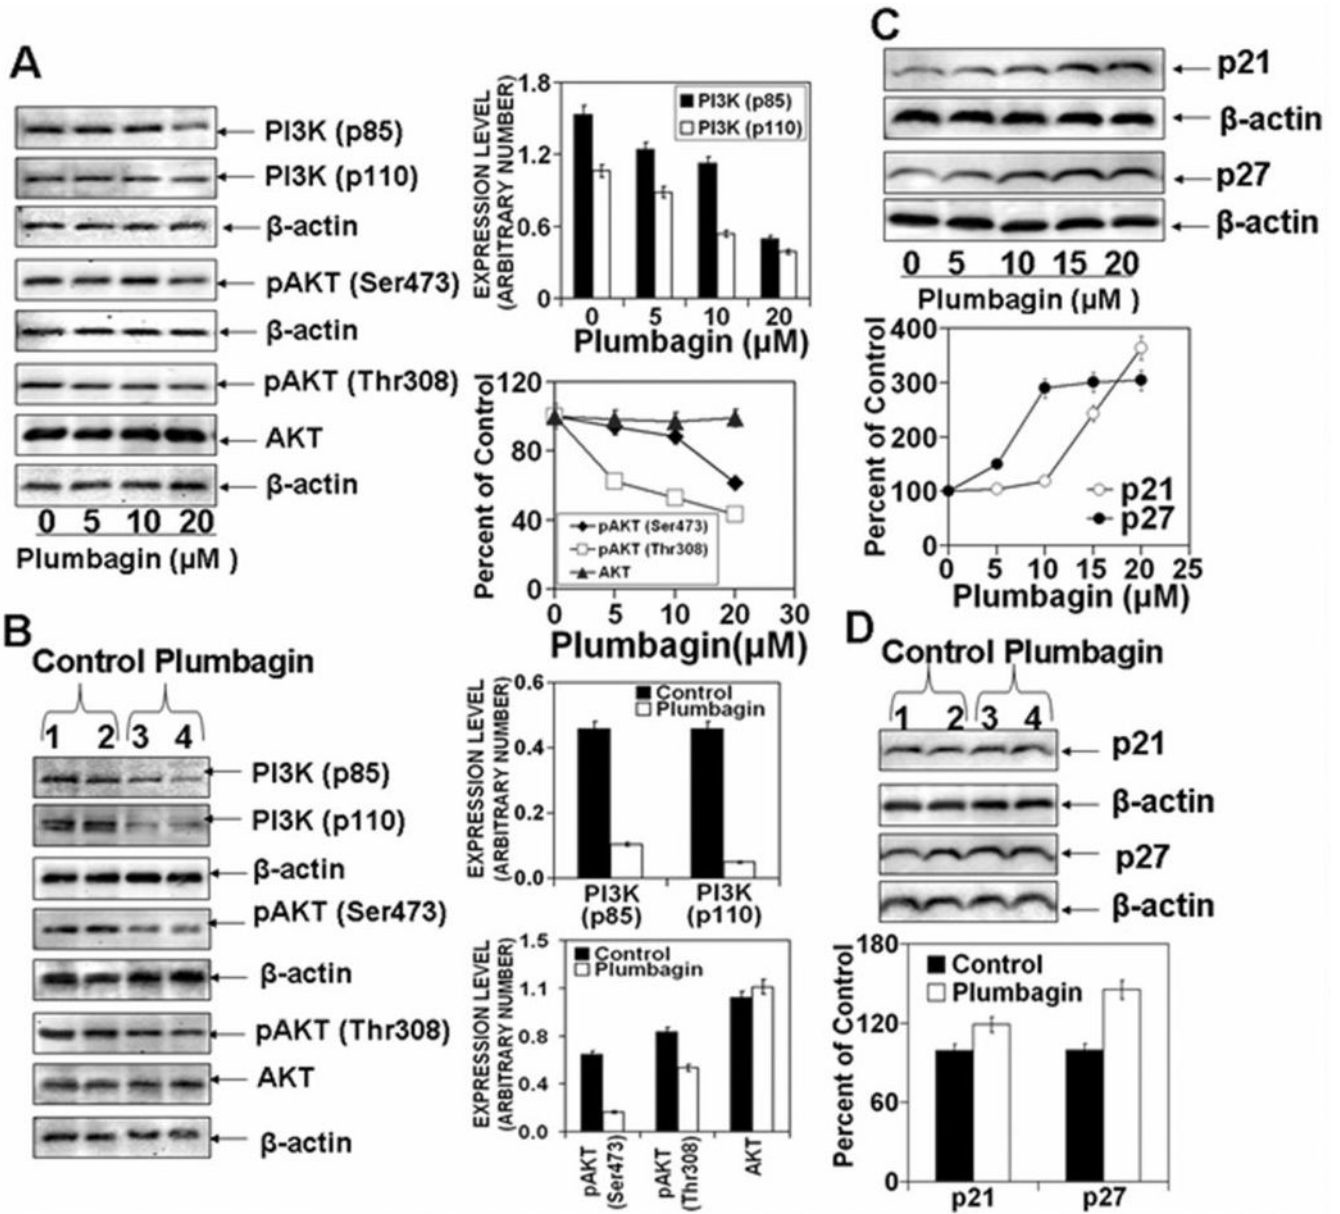 A
PI3K (p85)
PI3K (p110)
β-actin
pAKT (Ser473)
β-actin
pAKT (Thr308)
AKT
β-actin
0 5 10 20
Plumbagin (μM )
EXPRESSION LEVEL
(ARBITRARY NUMBER)
1.8
1.2
0.6
0
PI3K (p85)
PI3K (p110)
0 5 10 20
Plumbagin (μM)
Percent of Control
120
80
40
0
pAKT (Ser473)
pAKT (Thr308)
AKT
0 5 10 20 30
Plumbagin(μM)
B
Control Plumbagin
1 2 3 4
PI3K (p85)
PI3K (p110)
β-actin
pAKT (Ser473)
β-actin
pAKT (Thr308)
AKT
β-actin
EXPRESSION LEVEL
(ARBITRARY NUMBER)
0.6
0.4
0.2
0.0
Control
Plumbagin
PI3K PI3K
(p85) (p110)
EXPRESSION LEVEL
(ARBITRARY NUMBER)
1.5
1.1
0.8
0.4
0.0
Control
Plumbagin
pAKT
(Ser473)
pAKT
(Thr308)
AKT
C
p21
β-actin
p27
β-actin
0 5 10 15 20
Plumbagin (μM )
Percent of Control
400
300
200
100
0
p21
p27
0 5 10 15 20 25
Plumbagin (μM)
D
Control Plumbagin
1 2 3 4
p21
β-actin
p27
β-actin
Percent of Control
180
120
60
0
Control
Plumbagin
p21 p27